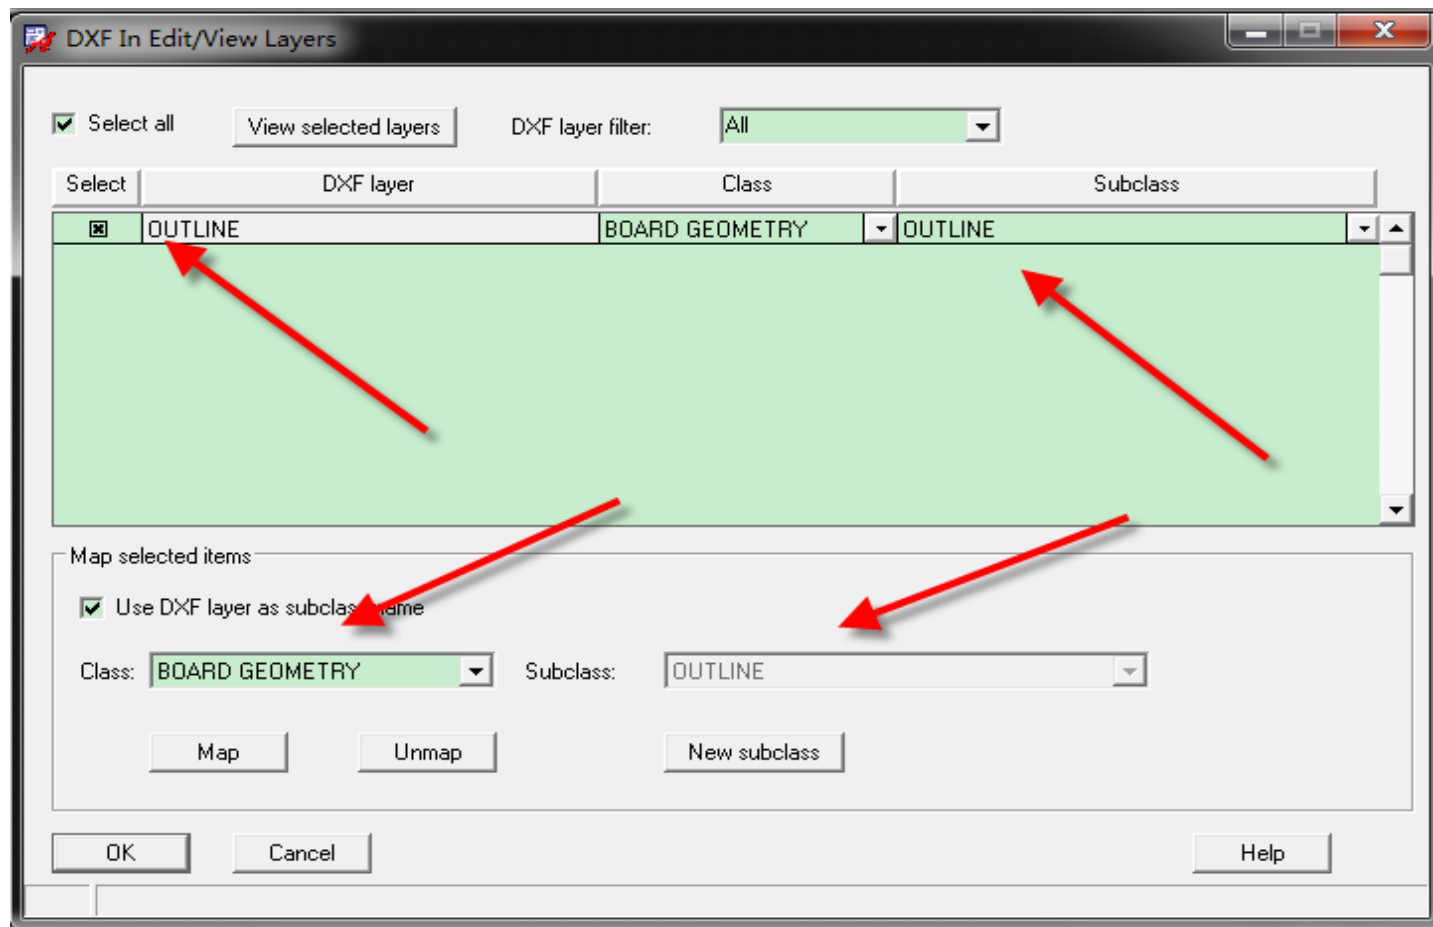 DXF In Edit/View Layers
Select all View selected layers DXF layer filter: All
Select DXF layer Class Subclass
OUTLINE BOARD GEOMETRY OUTLINE
Map selected items
Use DXF layer as subclass name
Class: BOARD GEOMETRY Subclass: OUTLINE
Map Unmap New subclass
OK Cancel Help